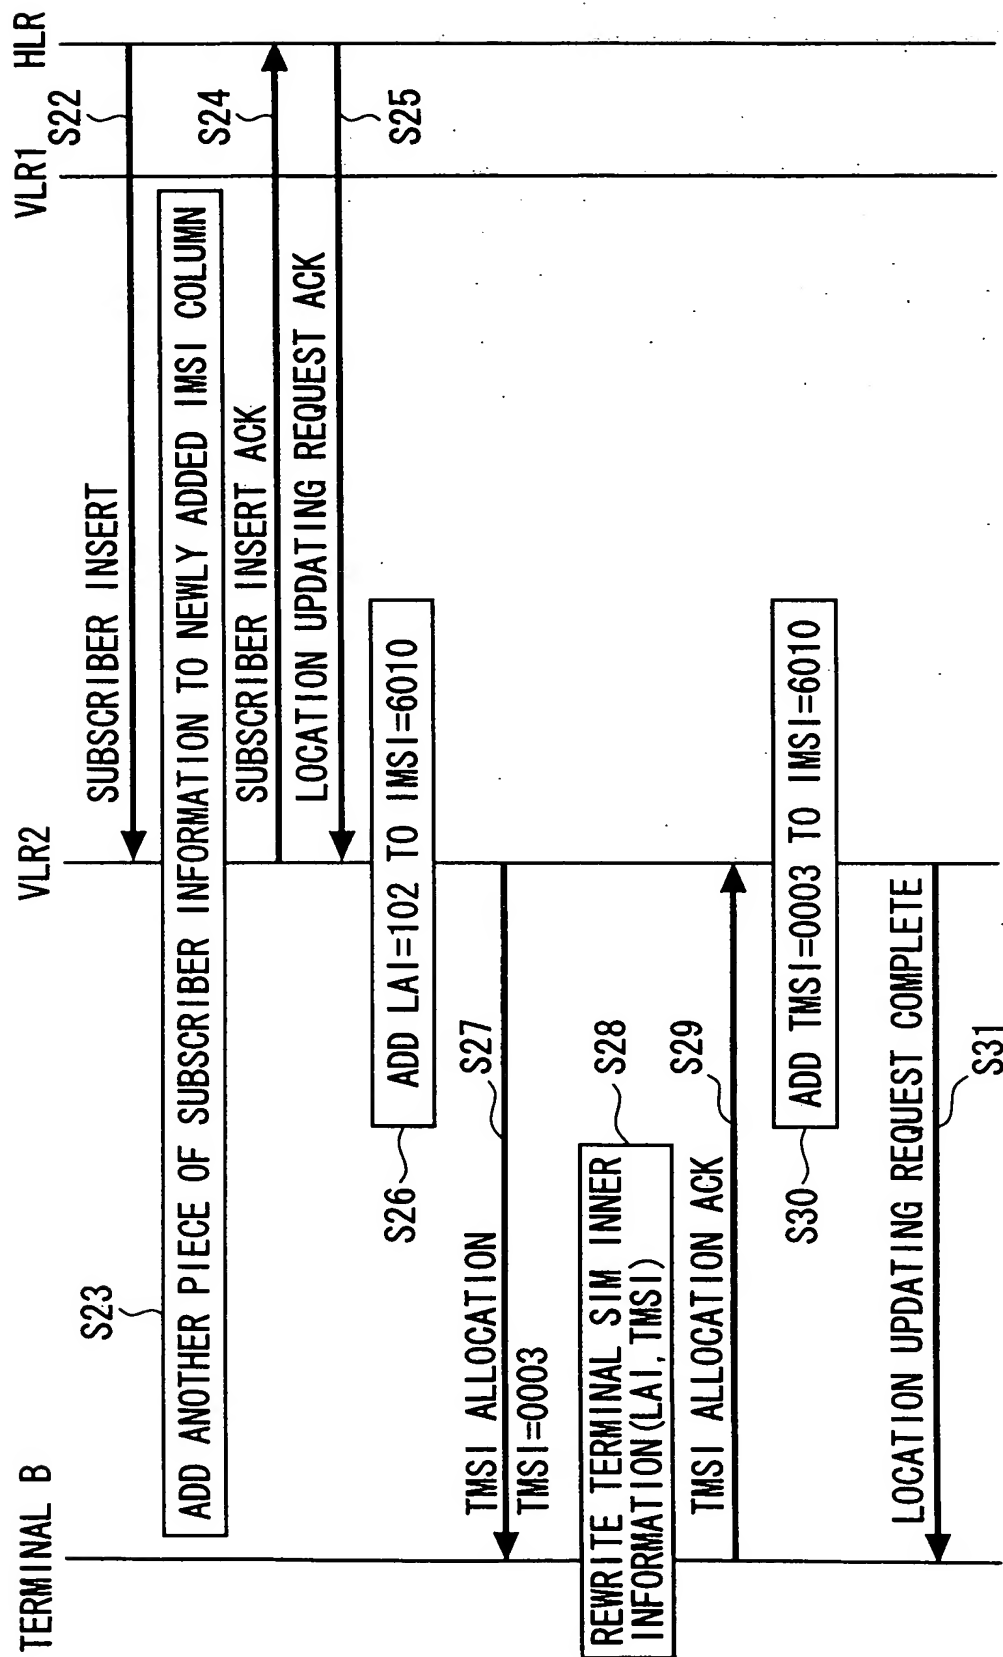 TERMINAL B
VLR2
VLR1
HLR
SUBSCRIBER INSERT
S22
S23
ADD ANOTHER PIECE OF SUBSCRIBER INFORMATION TO NEWLY ADDED IMSI COLUMN
SUBSCRIBER INSERT ACK
S24
LOCATION UPDATING REQUEST ACK
S25
S26
ADD LAI=102 TO IMSI=6010
TMSI ALLOCATION
S27
TMSI=0003
REWRITE TERMINAL SIM INNER
INFORMATION(LAI, TMSI)
S28
TMSI ALLOCATION ACK
S29
S30
ADD TMSI=0003 TO IMSI=6010
LOCATION UPDATING REQUEST COMPLETE
S31